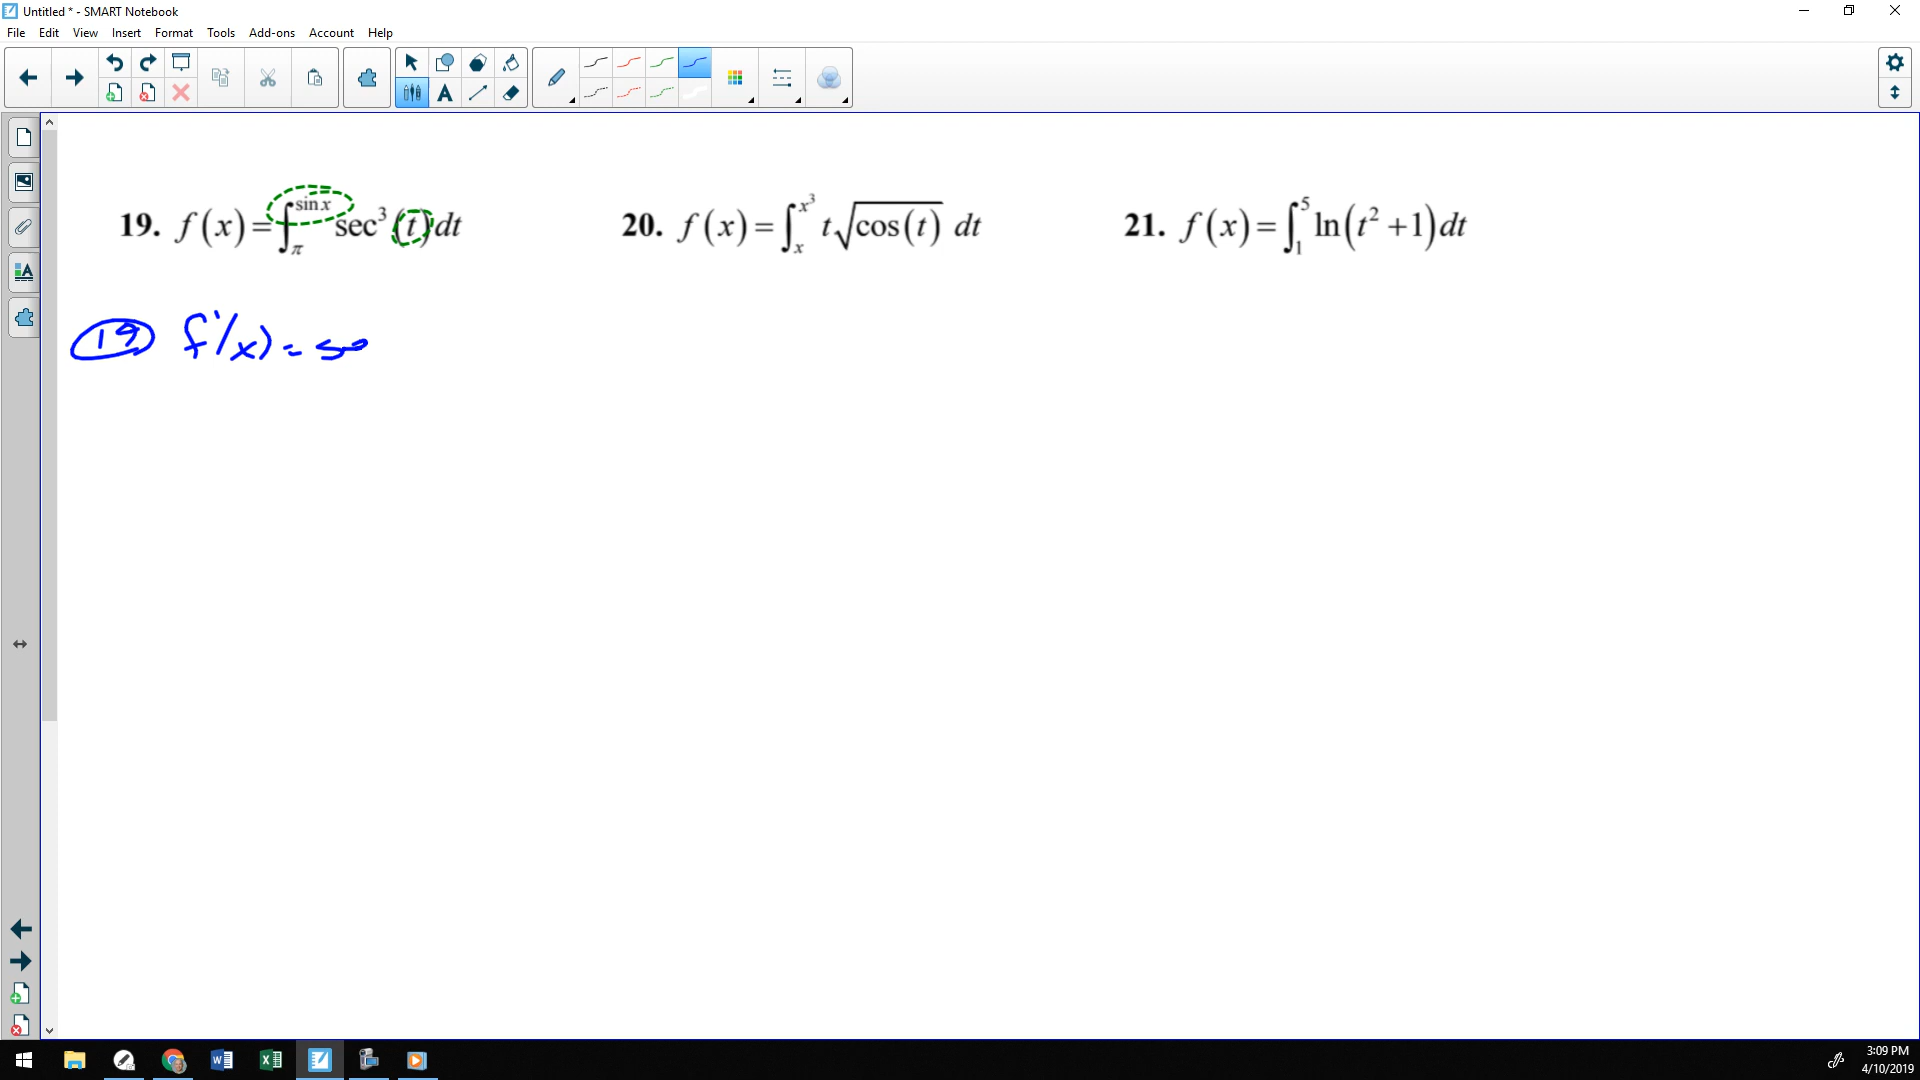 Untitled * - SMART Notebook
File Edit View Insert Format Tools Add-ons Account Help
19. f(x)=∫_π^{sin x} sec³(t)dt 20. f(x)=∫_x^{x³} t√cos(t) dt 21. f(x)=∫_1^5 ln(t²+1)dt
19 f'(x)=se
3:09 PM
4/10/2019